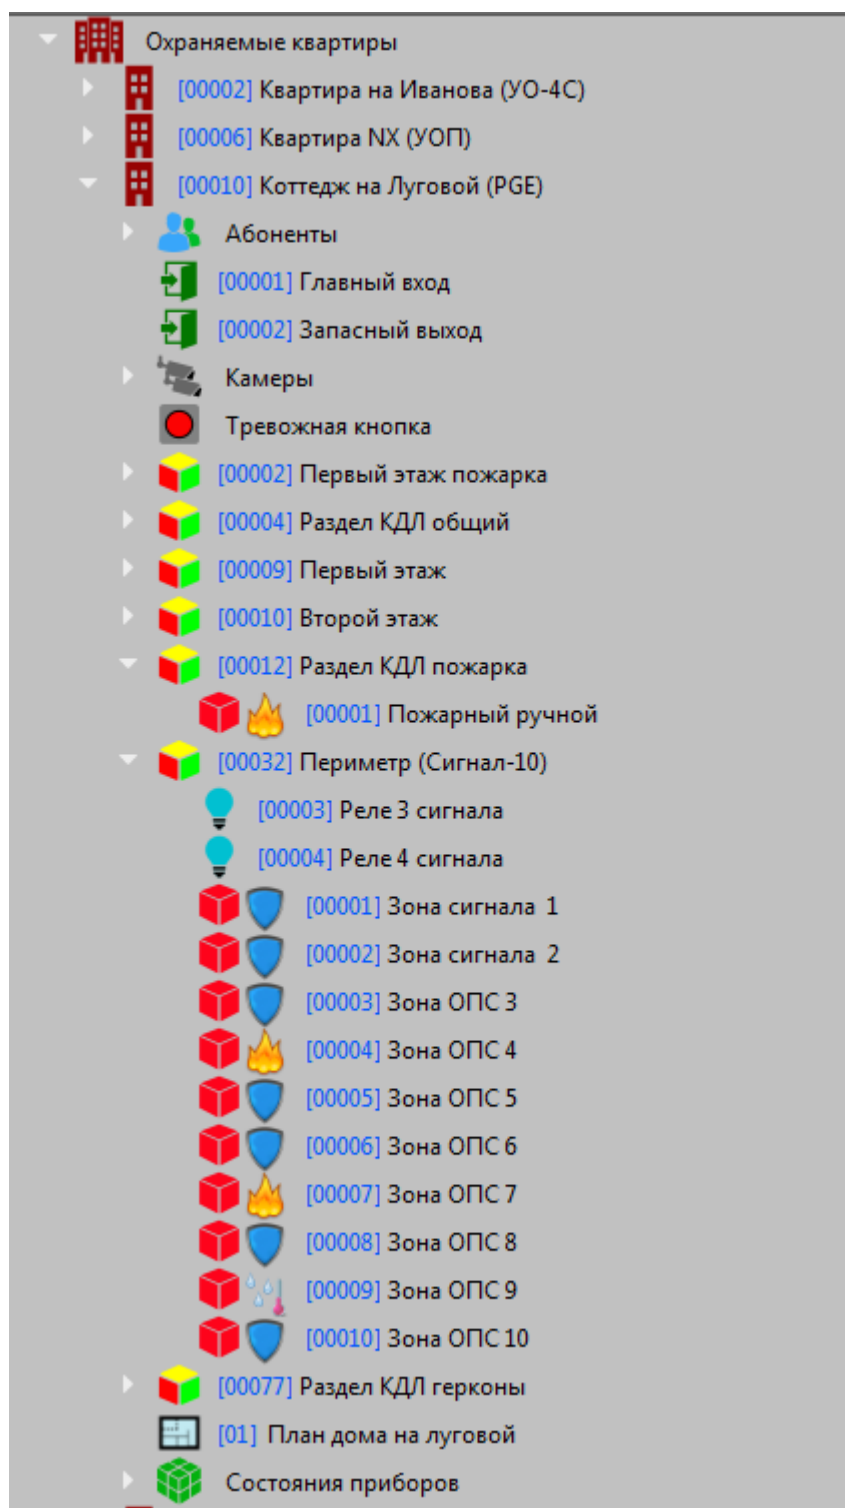 Охраняемые квартиры
[00002] Квартира на Иванова (УО-4С)
[00006] Квартира NX (УОП)
[00010] Коттедж на Луговой (PGE)
Абоненты
[00001] Главный вход
[00002] Запасный выход
Камеры
Тревожная кнопка
[00002] Первый этаж пожарка
[00004] Раздел КДЛ общий
[00009] Первый этаж
[00010] Второй этаж
[00012] Раздел КДЛ пожарка
[00001] Пожарный ручной
[00032] Периметр (Сигнал-10)
[00003] Реле 3 сигнала
[00004] Реле 4 сигнала
[00001] Зона сигнала 1
[00002] Зона сигнала 2
[00003] Зона ОПС 3
[00004] Зона ОПС 4
[00005] Зона ОПС 5
[00006] Зона ОПС 6
[00007] Зона ОПС 7
[00008] Зона ОПС 8
[00009] Зона ОПС 9
[00010] Зона ОПС 10
[00077] Раздел КДЛ герконы
[01] План дома на луговой
Состояния приборов